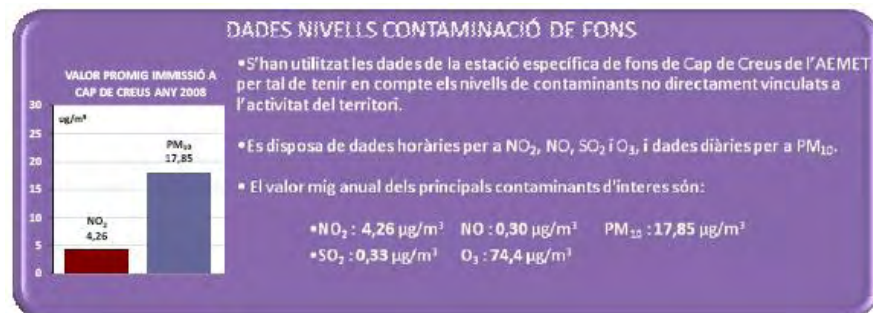 DADES NIVELLS CONTAMINACIÓ DE FONS
VALOR PROMIG IMMISSIÓ A
CAP DE CREUS ANY 2008
ug/m³
30
25
20
15
10
5
0
NO₂
4,26
PM₁₀
17,85
•S'han utilitzat les dades de la estació específica de fons de Cap de Creus de l'AEMET
per tal de tenir en compte els nivells de contaminants no directament vinculats a
l'activitat del territori.
•Es disposa de dades horàries per a NO₂, NO, SO₂ i O₃, i dades diàries per a PM₁₀.
• El valor mig anual dels principals contaminants d'interes són:
•NO₂ : 4,26 µg/m³ NO : 0,30 µg/m³ PM₁₀ : 17,85 µg/m³
•SO₂ : 0,33 µg/m³ O₃ : 74,4 µg/m³